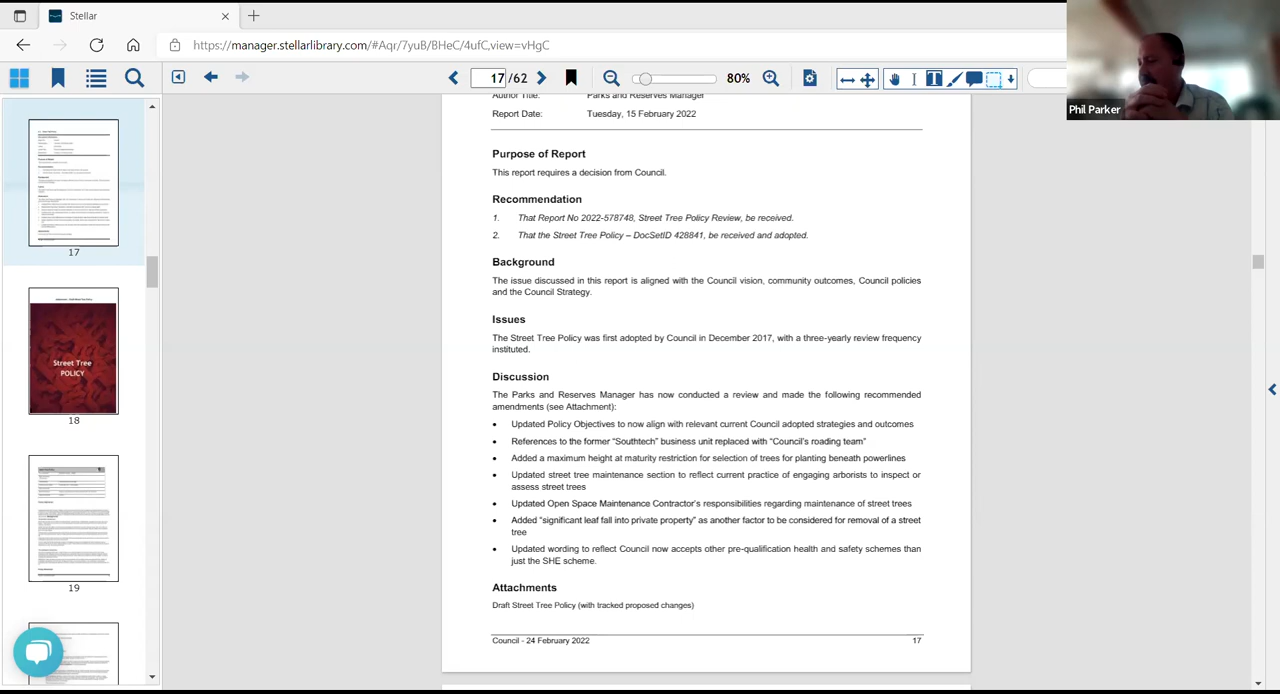 Stellar
https://manager.stellarlibrary.com/#Aqr/7yuB/BHeC/4ufC,view=vHgC
17 /62
80%
Phil Parker
17
Street Tree
POLICY
18
19
Author Title: Parks and Reserves Manager
Report Date: Tuesday, 15 February 2022
Purpose of Report
This report requires a decision from Council.
Recommendation
1. That Report No 2022-578748, Street Tree Policy Review, be received.
2. That the Street Tree Policy – DocSetID 428841, be received and adopted.
Background
The issue discussed in this report is aligned with the Council vision, community outcomes, Council policies
and the Council Strategy.
Issues
The Street Tree Policy was first adopted by Council in December 2017, with a three-yearly review frequency
instituted.
Discussion
The Parks and Reserves Manager has now conducted a review and made the following recommended
amendments (see Attachment):
• Updated Policy Objectives to now align with relevant current Council adopted strategies and outcomes
• References to the former “Southtech” business unit replaced with “Council’s roading team”
• Added a maximum height at maturity restriction for selection of trees for planting beneath powerlines
• Updated street tree maintenance section to reflect current practice of engaging arborists to inspect or
assess street trees
• Updated Open Space Maintenance Contractor’s responsibilities regarding maintenance of street trees
• Added “significant leaf fall into private property” as another factor to be considered for removal of a street
tree
• Updated wording to reflect Council now accepts other pre-qualification health and safety schemes than
just the SHE scheme.
Attachments
Draft Street Tree Policy (with tracked proposed changes)
Council - 24 February 2022 17